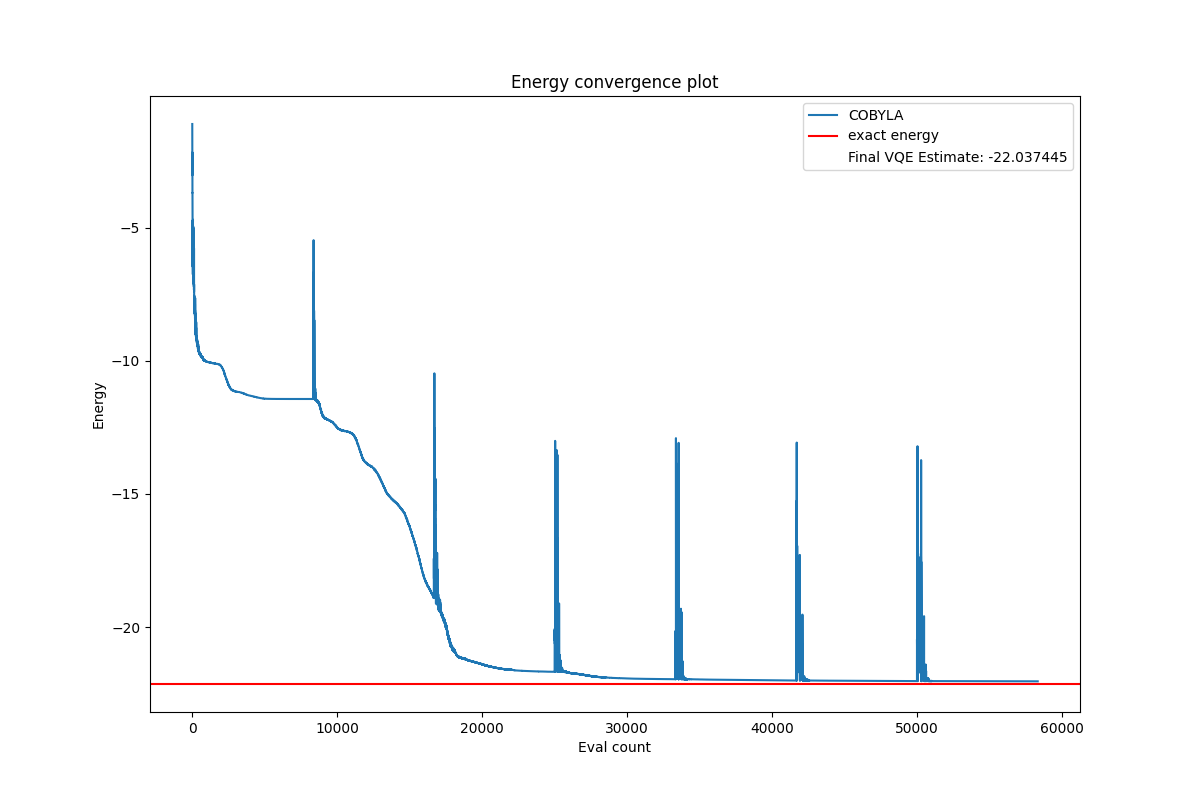 Energy convergence plot
COBYLA
exact energy
Final VQE Estimate: -22.037445
Energy
−5
−10
−15
−20
0 10000 20000 30000 40000 50000 60000
Eval count